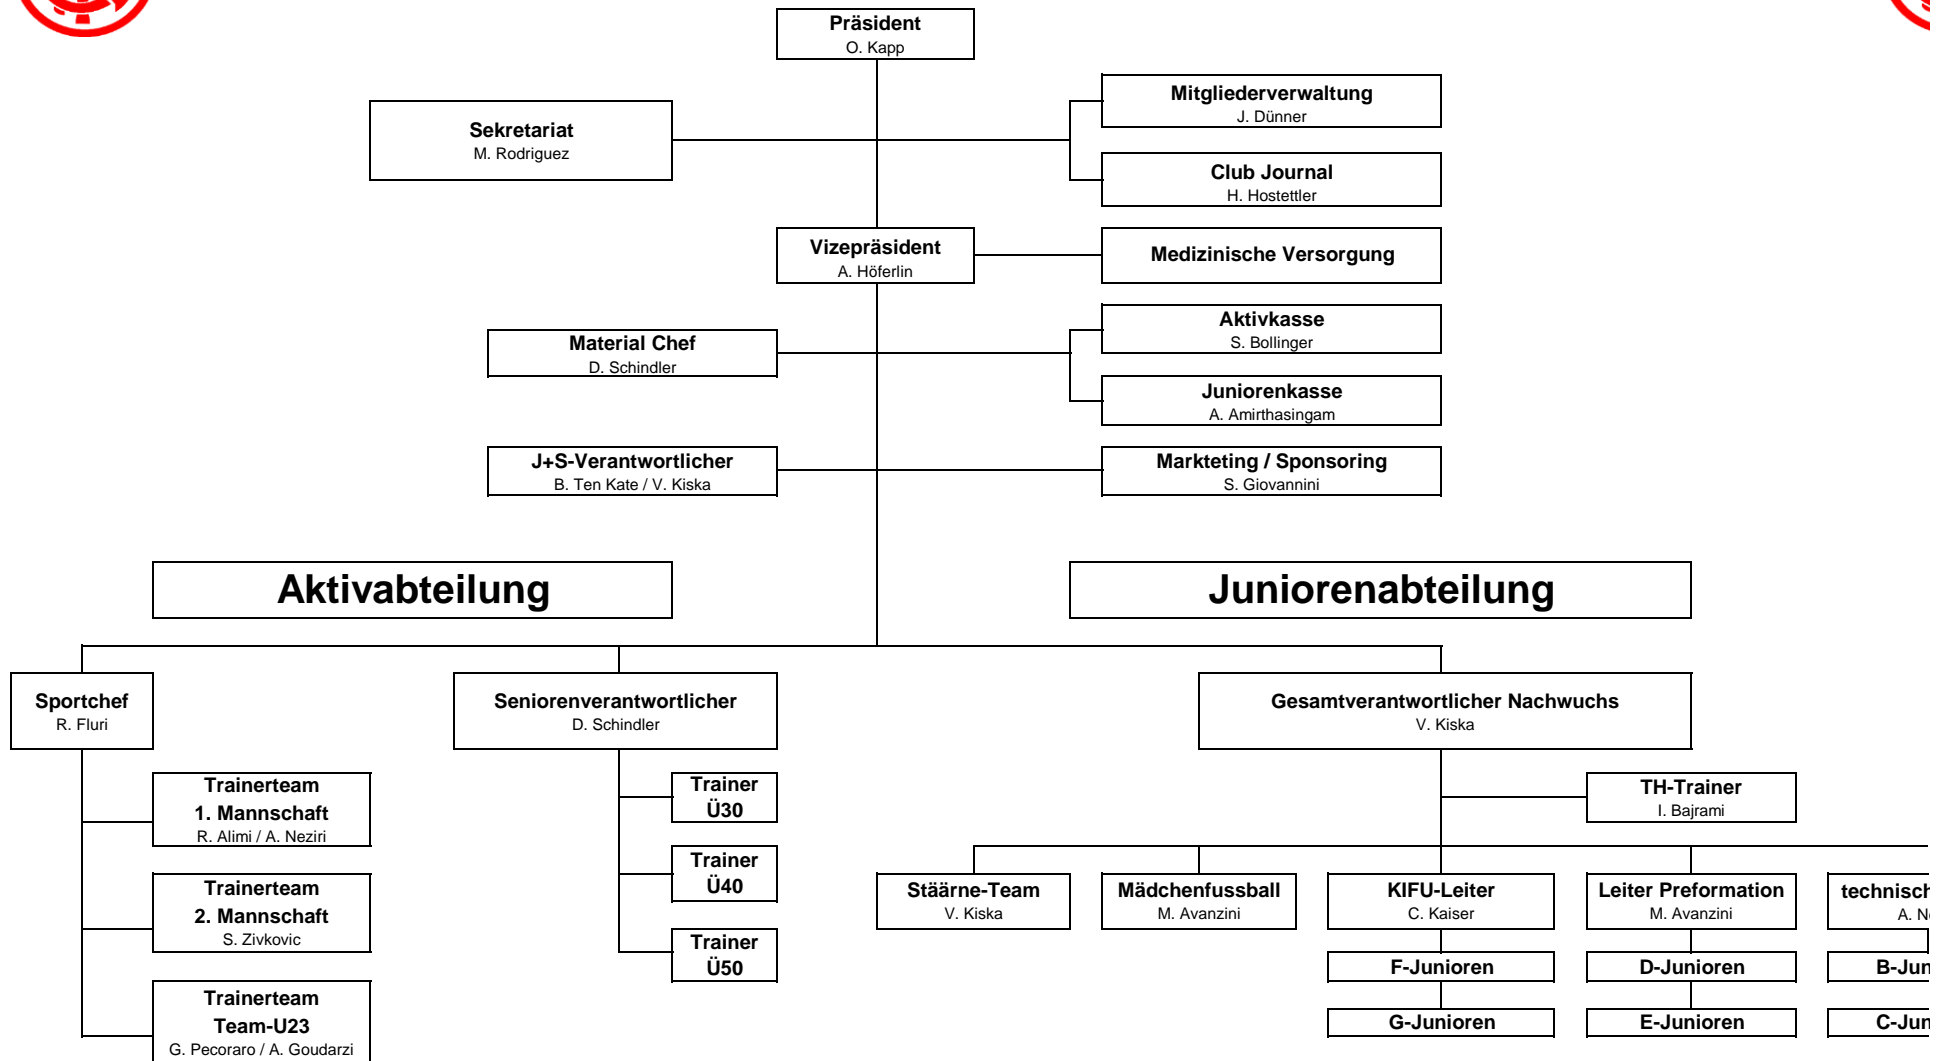 Präsident
O. Kapp
Mitgliederverwaltung
J. Dünner
Sekretariat
M. Rodriguez
Club Journal
H. Hostettler
Vizepräsident
A. Höferlin
Medizinische Versorgung
Aktivkasse
S. Bollinger
Material Chef
D. Schindler
Juniorenkasse
A. Amirthasingam
J+S-Verantwortlicher
B. Ten Kate / V. Kiska
Markteting / Sponsoring
S. Giovannini
Aktivabteilung
Juniorenabteilung
Sportchef
R. Fluri
Seniorenverantwortlicher
D. Schindler
Gesamtverantwortlicher Nachwuchs
V. Kiska
Trainerteam
1. Mannschaft
R. Alimi / A. Neziri
Trainer
Ü30
TH-Trainer
I. Bajrami
Trainerteam
2. Mannschaft
S. Zivkovic
Trainer
Ü40
Stäärne-Team
V. Kiska
Mädchenfussball
M. Avanzini
KIFU-Leiter
C. Kaiser
Leiter Preformation
M. Avanzini
technisch
A.
Trainer
Ü50
F-Junioren
D-Junioren
B-Jun
Trainerteam
Team-U23
G. Pecoraro / A. Goudarzi
G-Junioren
E-Junioren
C-Jun